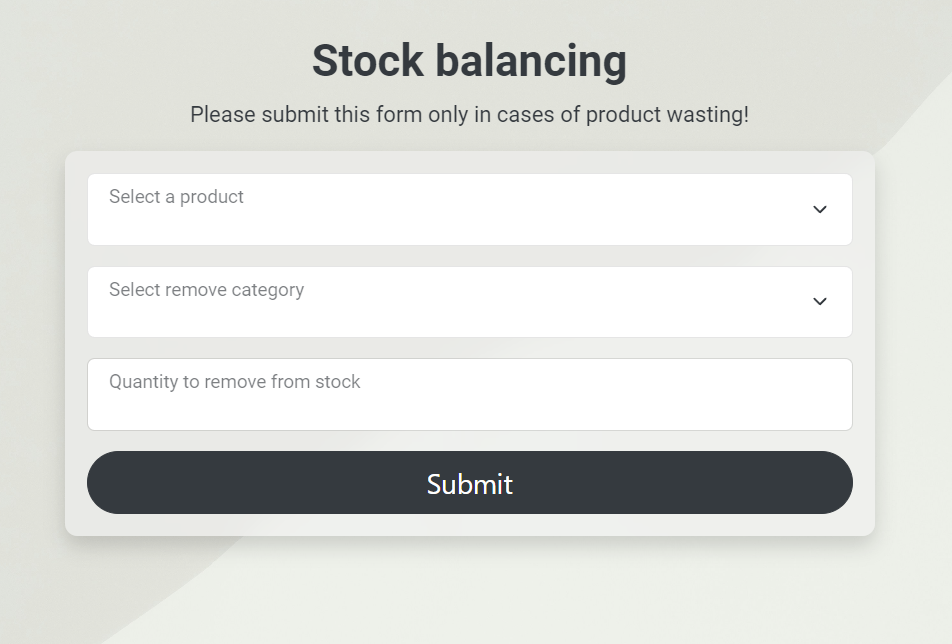 Stock balancing
Please submit this form only in cases of product wasting!
Select a product
Select remove category
Quantity to remove from stock
Submit